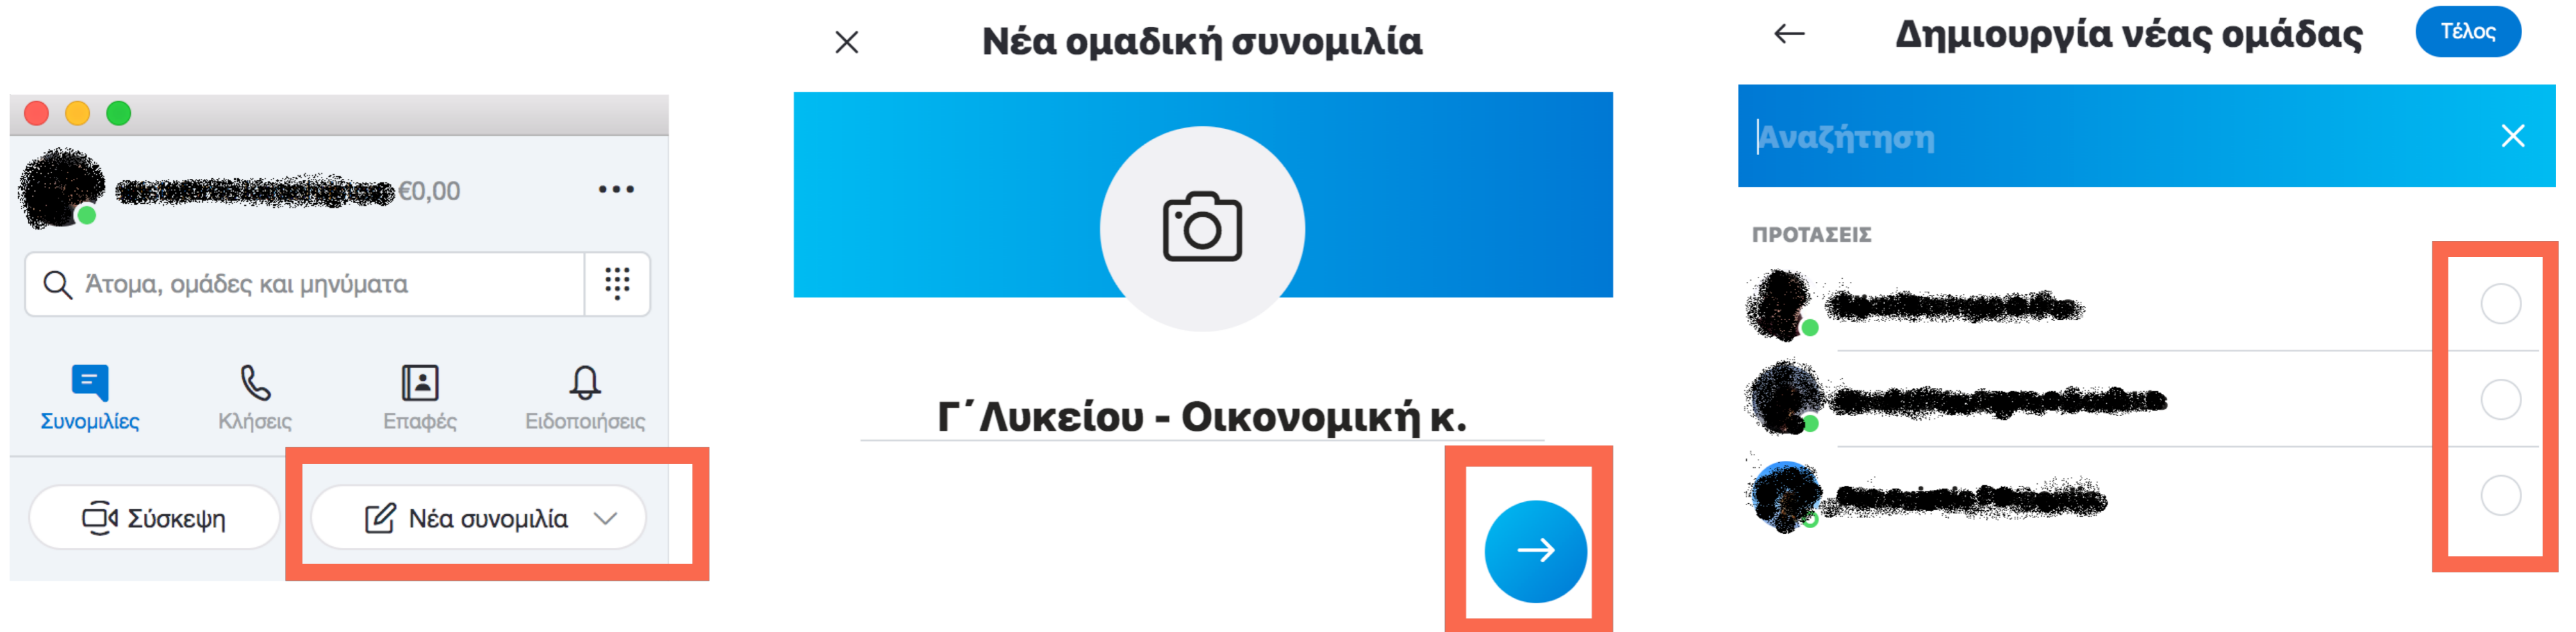 €0,00
Άτομα, ομάδες και μηνύματα
Συνομιλίες
Κλήσεις
Επαφές
Ειδοποιήσεις
Σύσκεψη
Νέα συνομιλία
Νέα ομαδική συνομιλία
Γ΄Λυκείου - Οικονομική κ.
Δημιουργία νέας ομάδας
Τέλος
Αναζήτηση
ΠΡΟΤΑΣΕΙΣ